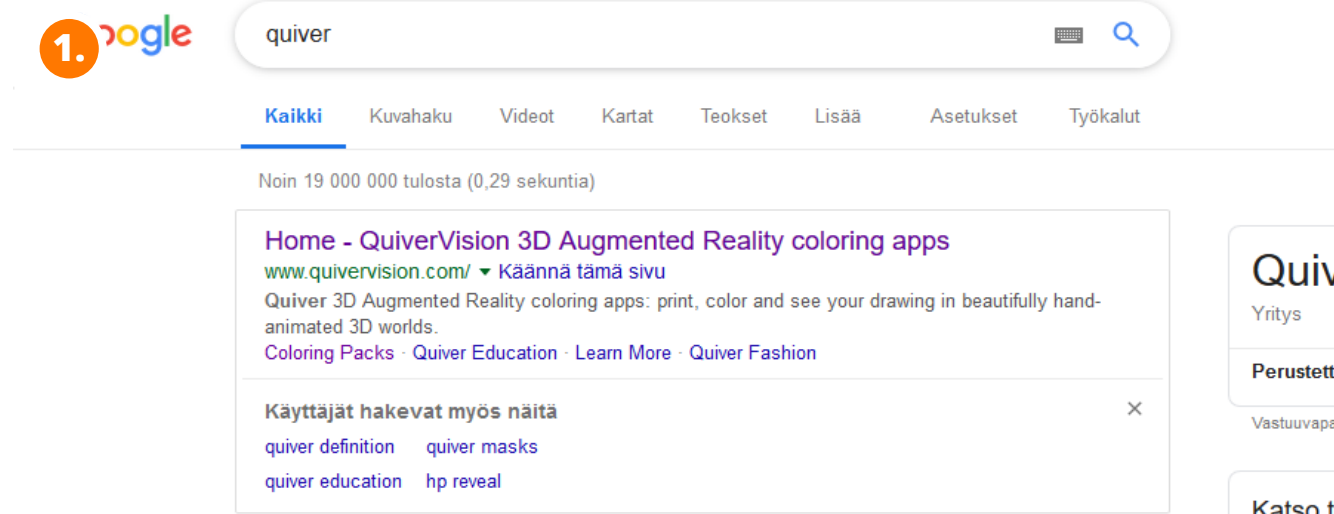 1. oogle
quiver
Kaikki Kuvahaku Videot Kartat Teokset Lisää Asetukset Työkalut
Noin 19 000 000 tulosta (0,29 sekuntia)
Home - QuiverVision 3D Augmented Reality coloring apps
www.quivervision.com/ ▾ Käännä tämä sivu
Quiver 3D Augmented Reality coloring apps: print, color and see your drawing in beautifully hand-
animated 3D worlds.
Coloring Packs · Quiver Education · Learn More · Quiver Fashion
Käyttäjät hakevat myös näitä
quiver definition quiver masks
quiver education hp reveal
Quiv
Yritys
Perustett
Vastuuvapa
Katso t